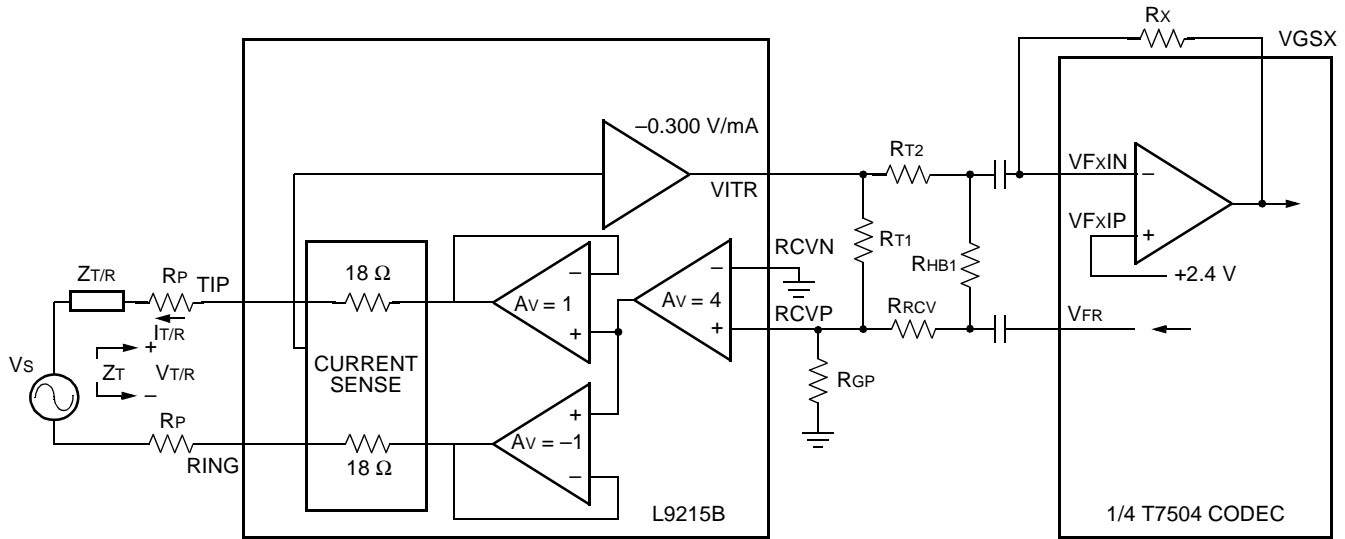 RX
VGSX
–0.300 V/mA
VITR
RT2
VFXIN
−
VFXIP
+
+2.4 V
RT1
RHB1
RCVN
RCVP
RRCV
VFR
RGP
ZT/R
RP
TIP
IT/R
18 Ω
−
AV = 1
+
−
AV = 4
+
VS
ZT
+
VT/R
−
CURRENT
SENSE
RP
RING
18 Ω
+
AV = –1
−
L9215B
1/4 T7504 CODEC